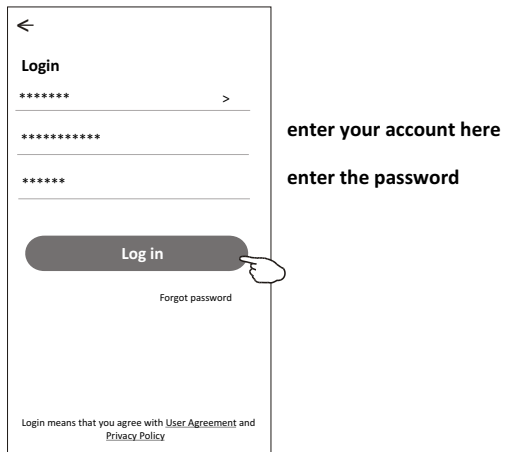 Login
******* >
***********
enter your account here
******
enter the password
Log in
Forgot password
Login means that you agree with User Agreement and
Privacy Policy